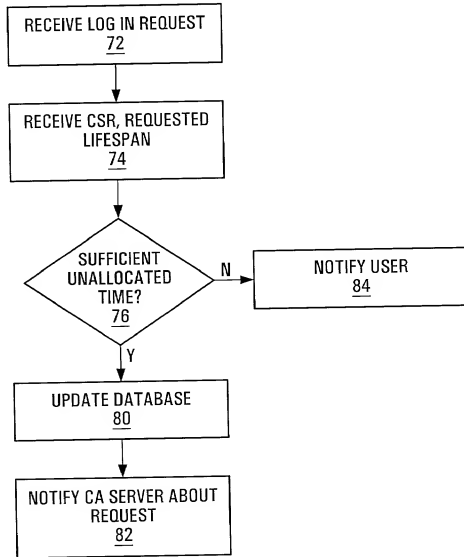 RECEIVE LOG IN REQUEST
72
RECEIVE CSR, REQUESTED
LIFESPAN
74
SUFFICIENT
UNALLOCATED
TIME?
76
N
NOTIFY USER
84
Y
UPDATE DATABASE
80
NOTIFY CA SERVER ABOUT
REQUEST
82